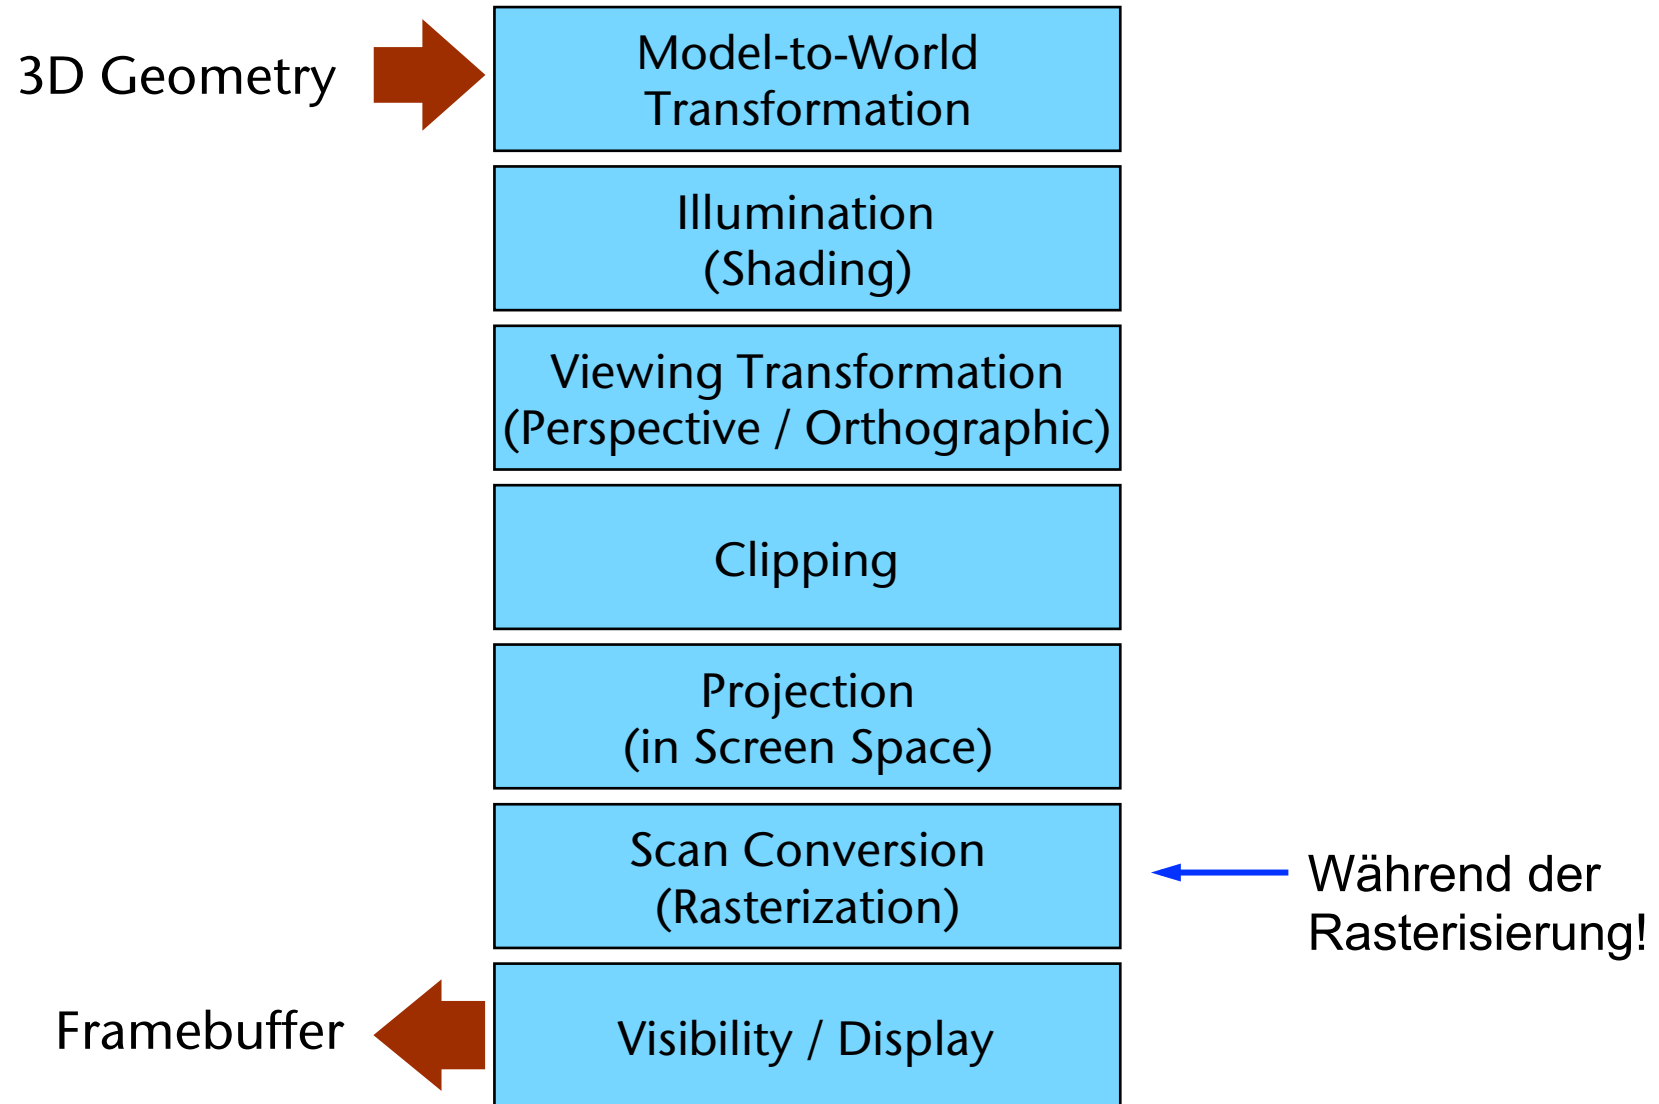 3D Geometry
Model-to-World
Transformation
Illumination
(Shading)
Viewing Transformation
(Perspective / Orthographic)
Clipping
Projection
(in Screen Space)
Scan Conversion
(Rasterization)
Während der
Rasterisierung!
Framebuffer
Visibility / Display